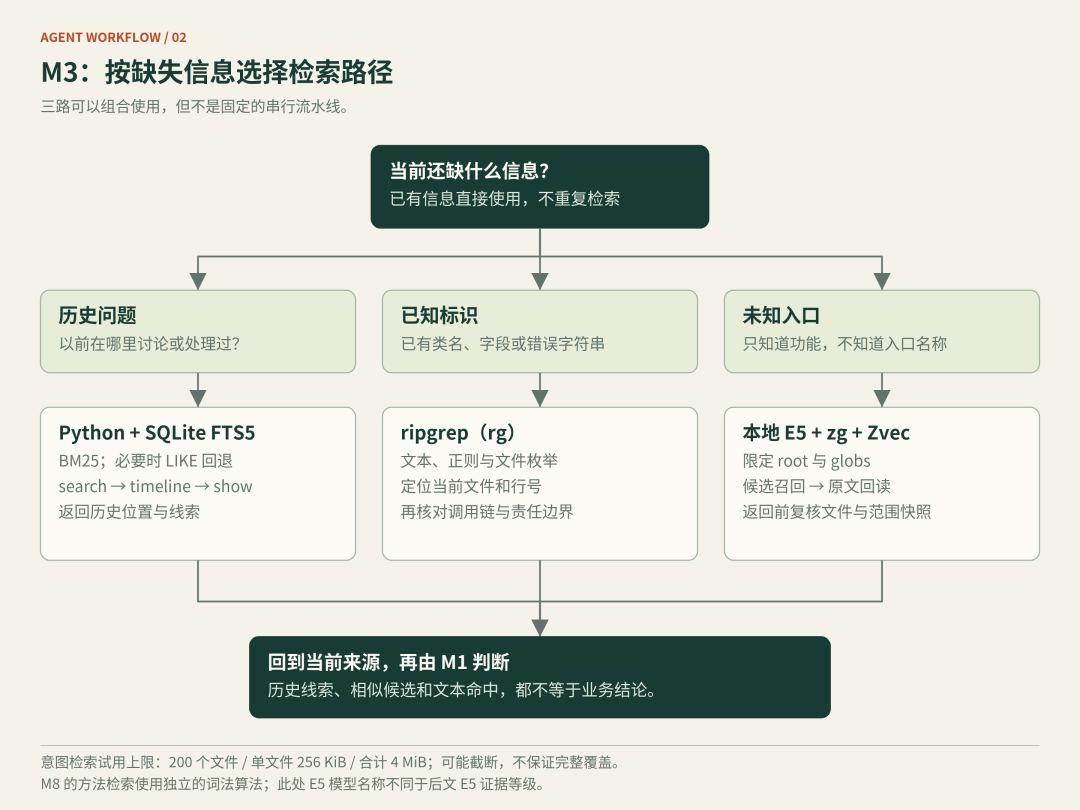 AGENT WORKFLOW / 02
M3：按缺失信息选择检索路径
三路可以组合使用，但不是固定的串行流水线。
当前还缺什么信息？
已有信息直接使用，不重复检索
历史问题
以前在哪里讨论或处理过？
已知标识
已有类名、字段或错误字符串
未知入口
只知道功能，不知道入口名称
Python + SQLite FTS5
BM25；必要时 LIKE 回退
search → timeline → show
返回历史位置与线索
ripgrep（rg）
文本、正则与文件枚举
定位当前文件和行号
再核对调用链与责任边界
本地 E5 + zg + Zvec
限定 root 与 globs
候选召回 → 原文回读
返回前复核文件与范围快照
回到当前来源，再由 M1 判断
历史线索、相似候选和文本命中，都不等于业务结论。
意图检索试用上限：200 个文件 / 单文件 256 KiB / 合计 4 MiB；可能截断，不保证完整覆盖。
M8 的方法检索使用独立的词法算法；此处 E5 模型名称不同于后文 E5 证据等级。